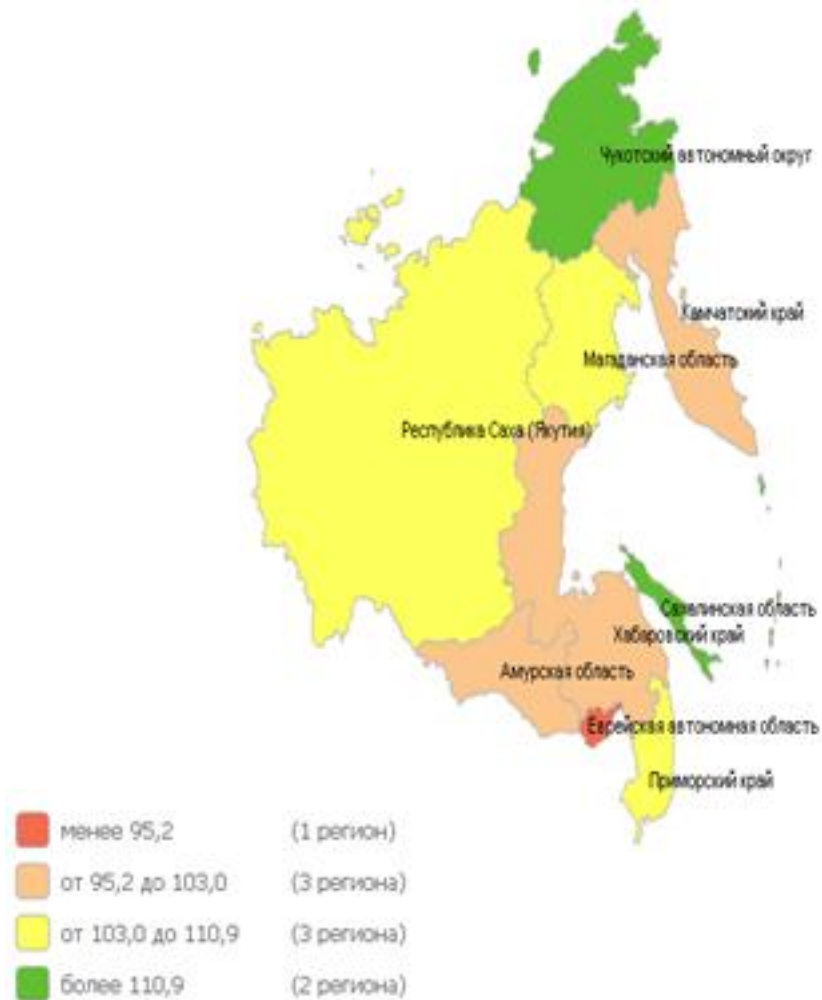 Чукотский автономный округ
Камчатский край
Магаданская область
Республика Саха (Якутия)
Сахалинская область
Хабаровский край
Амурская область
Еврейская автономная область
Приморский край
менее 95,2 (1 регион)
от 95,2 до 103,0 (3 региона)
от 103,0 до 110,9 (3 региона)
более 110,9 (2 региона)